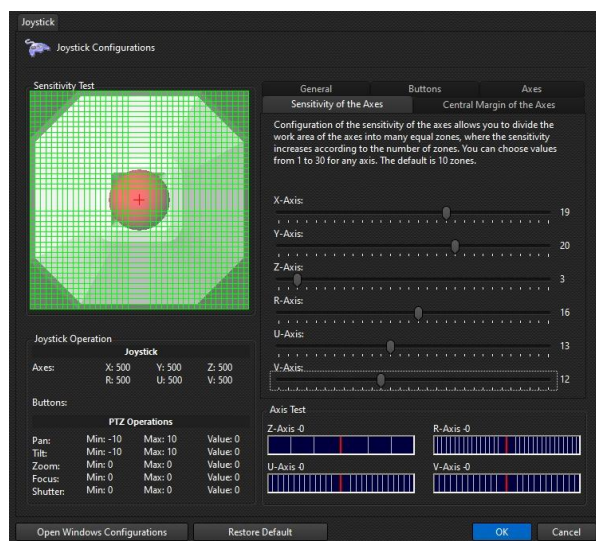 Joystick
Joystick Configurations
Sensitivity Test
General Buttons Axes
Sensitivity of the Axes Central Margin of the Axes
Configuration of the sensitivity of the axes allows you to divide the
work area of the axes into many equal zones, where the sensitivity
increases according to the number of zones. You can choose values
from 1 to 30 for any axis. The default is 10 zones.
X-Axis:
19
Y-Axis:
20
Z-Axis:
3
R-Axis:
16
U-Axis:
13
V-Axis:
12
Joystick Operation
Joystick
Axes: X: 500 Y: 500 Z: 500
R: 500 U: 500 V: 500
Buttons:
PTZ Operations
Pan: Min: -10 Max: 10 Value: 0
Tilt: Min: -10 Max: 10 Value: 0
Zoom: Min: 0 Max: 0 Value: 0
Focus: Min: 0 Max: 0 Value: 0
Shutter: Min: 0 Max: 0 Value: 0
Axis Test
Z-Axis -0 R-Axis -0
U-Axis -0 V-Axis -0
Open Windows Configurations Restore Default OK Cancel